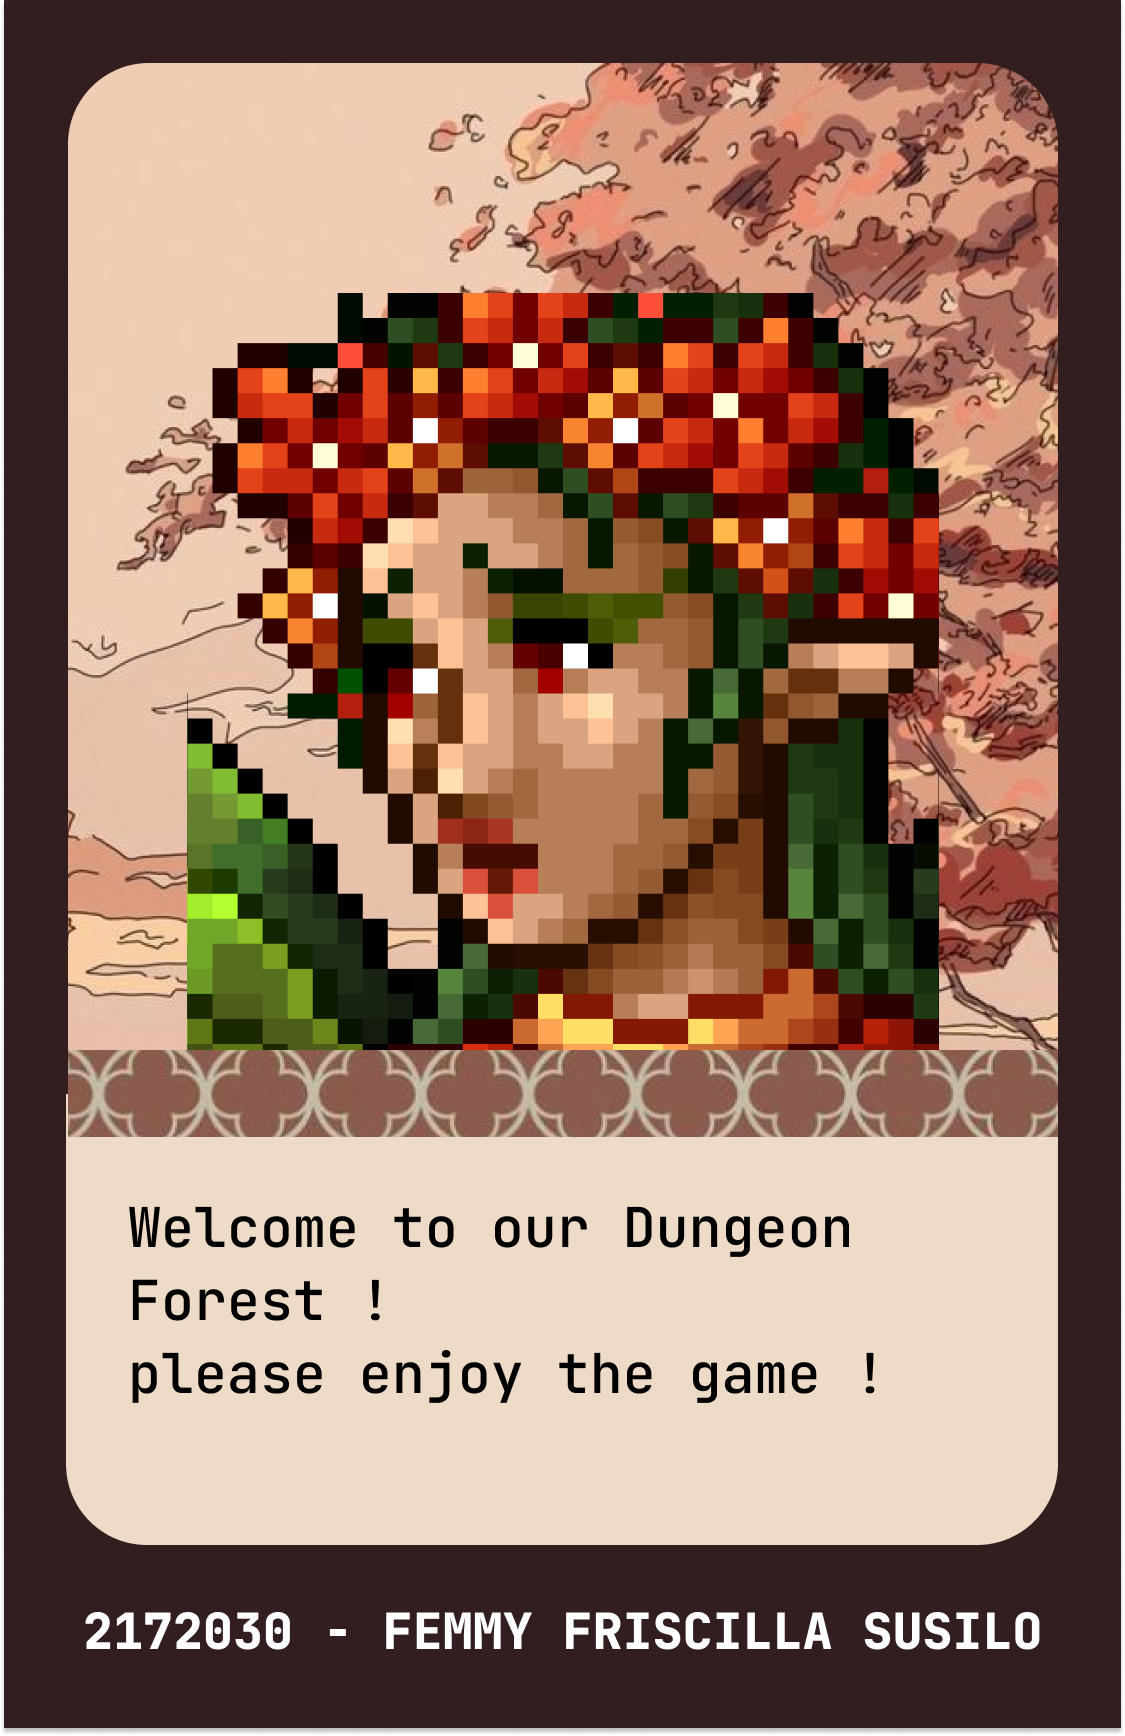 Welcome to our Dungeon
Forest !
please enjoy the game !
2172030 - FEMMY FRISCILLA SUSILO